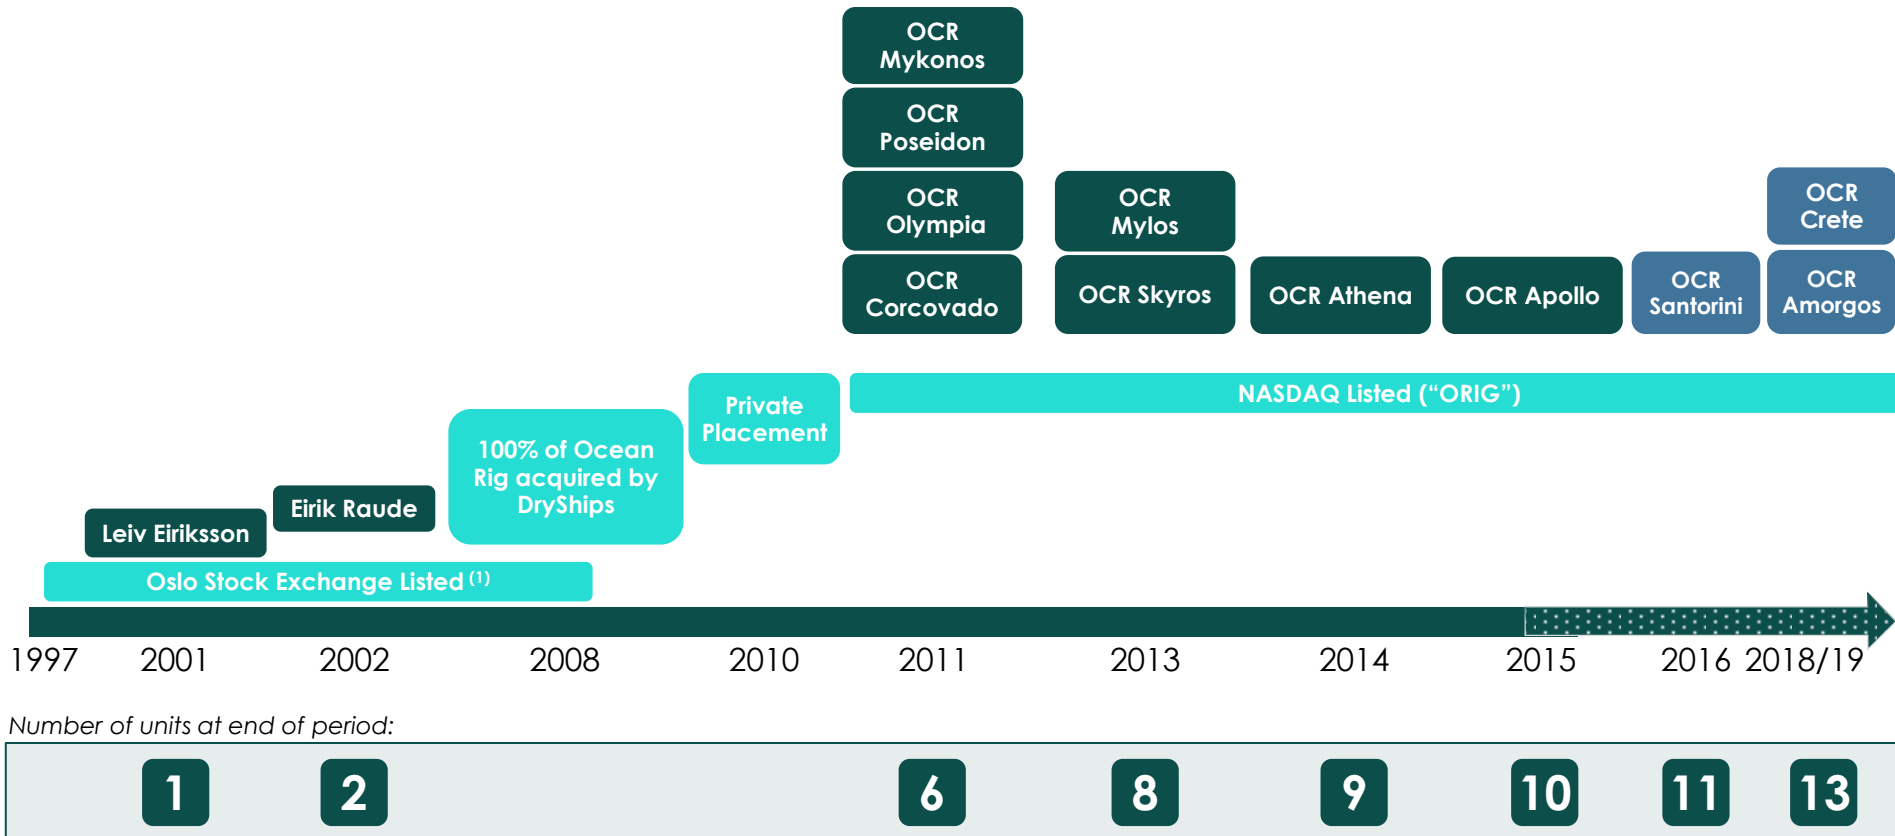 OCR
Mykonos
OCR
Poseidon
OCR
Olympia
OCR
Corcovado
OCR
Mylos
OCR Skyros
OCR Athena
OCR Apollo
OCR
Santorini
OCR
Crete
OCR
Amorgos
NASDAQ Listed (“ORIG”)
Private
Placement
100% of Ocean
Rig acquired by
DryShips
Eirik Raude
Leiv Eiriksson
Oslo Stock Exchange Listed (1)
1997 2001 2002 2008 2010 2011 2013 2014 2015 2016 2018/19
Number of units at end of period:
1 2 6 8 9 10 11 13